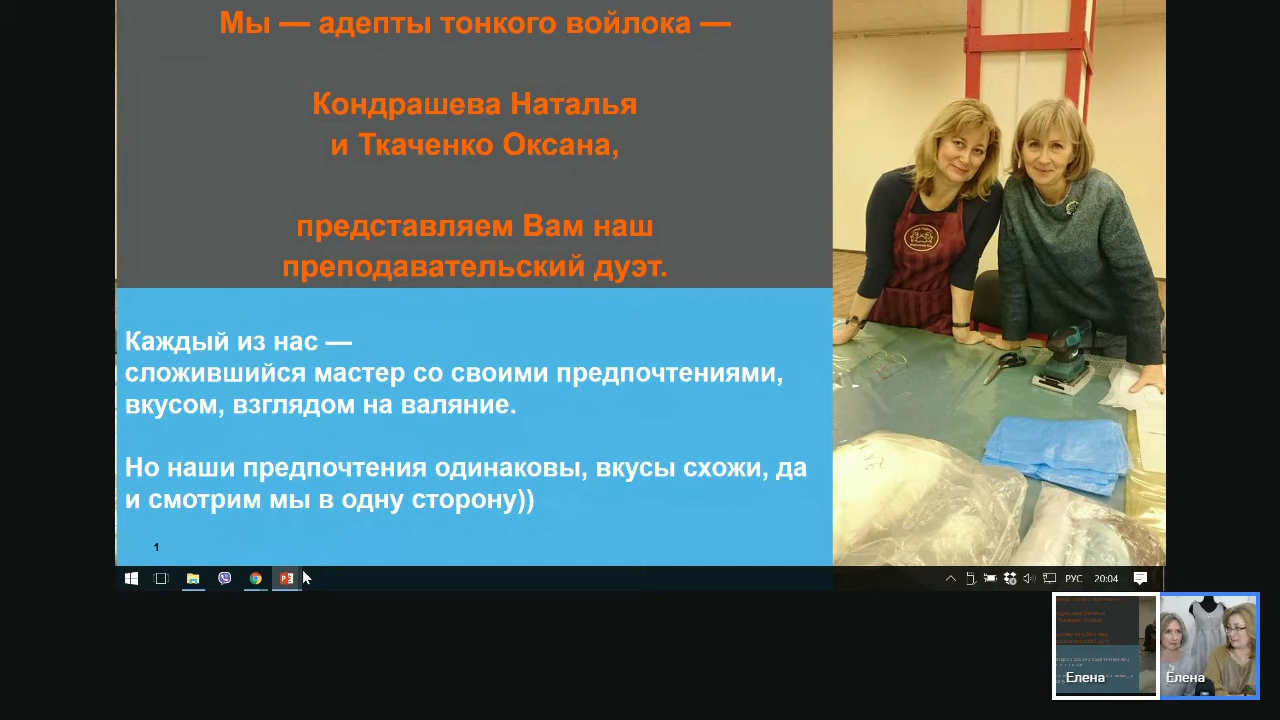 Мы — адепты тонкого войлока —
Кондрашева Наталья
и Ткаченко Оксана,
представляем Вам наш
преподавательский дуэт.
Каждый из нас —
сложившийся мастер со своими предпочтениями,
вкусом, взглядом на валяние.
Но наши предпочтения одинаковы, вкусы схожи, да
и смотрим мы в одну сторону))
1
РУС
20:04
Елена
Елена